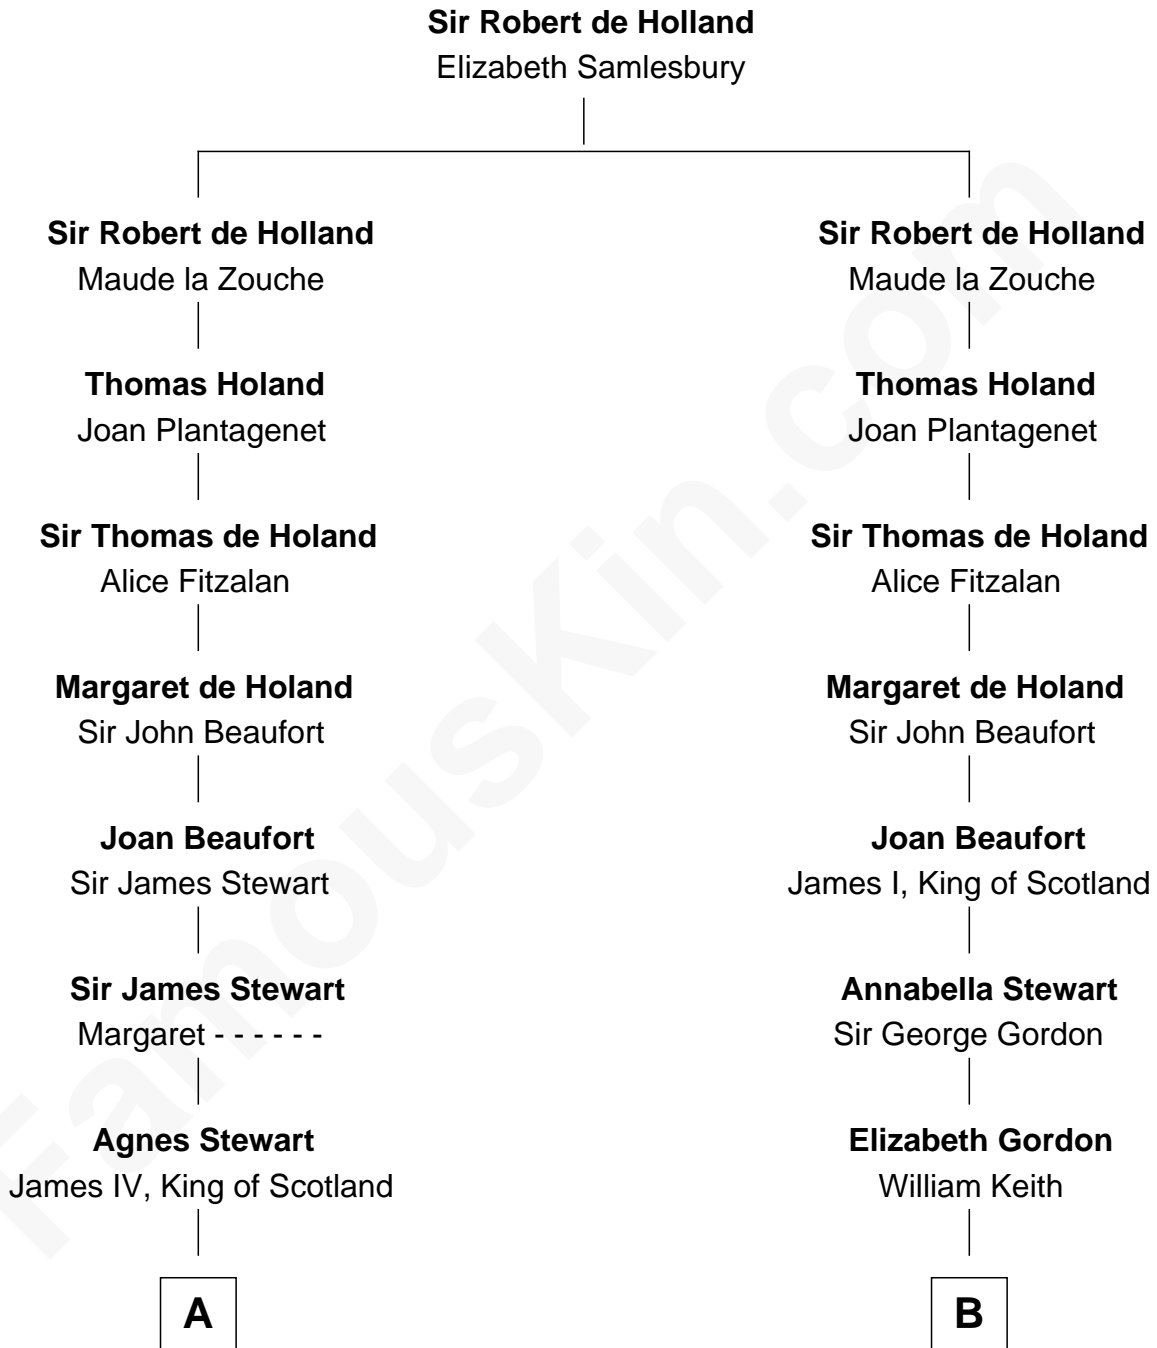 Sir Robert de Holland
Elizabeth Samlesbury
Sir Robert de Holland
Maude la Zouche
Thomas Holand
Joan Plantagenet
Sir Thomas de Holand
Alice Fitzalan
Margaret de Holand
Sir John Beaufort
Joan Beaufort
Sir James Stewart
Sir James Stewart
Margaret - - - - - -
Agnes Stewart
James IV, King of Scotland
A
Sir Robert de Holland
Maude la Zouche
Thomas Holand
Joan Plantagenet
Sir Thomas de Holand
Alice Fitzalan
Margaret de Holand
Sir John Beaufort
Joan Beaufort
James I, King of Scotland
Annabella Stewart
Sir George Gordon
Elizabeth Gordon
William Keith
B
FamousKin.com